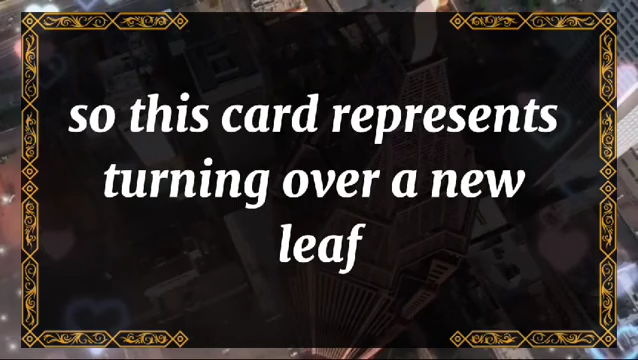 so this card represents
turning over a new
leaf